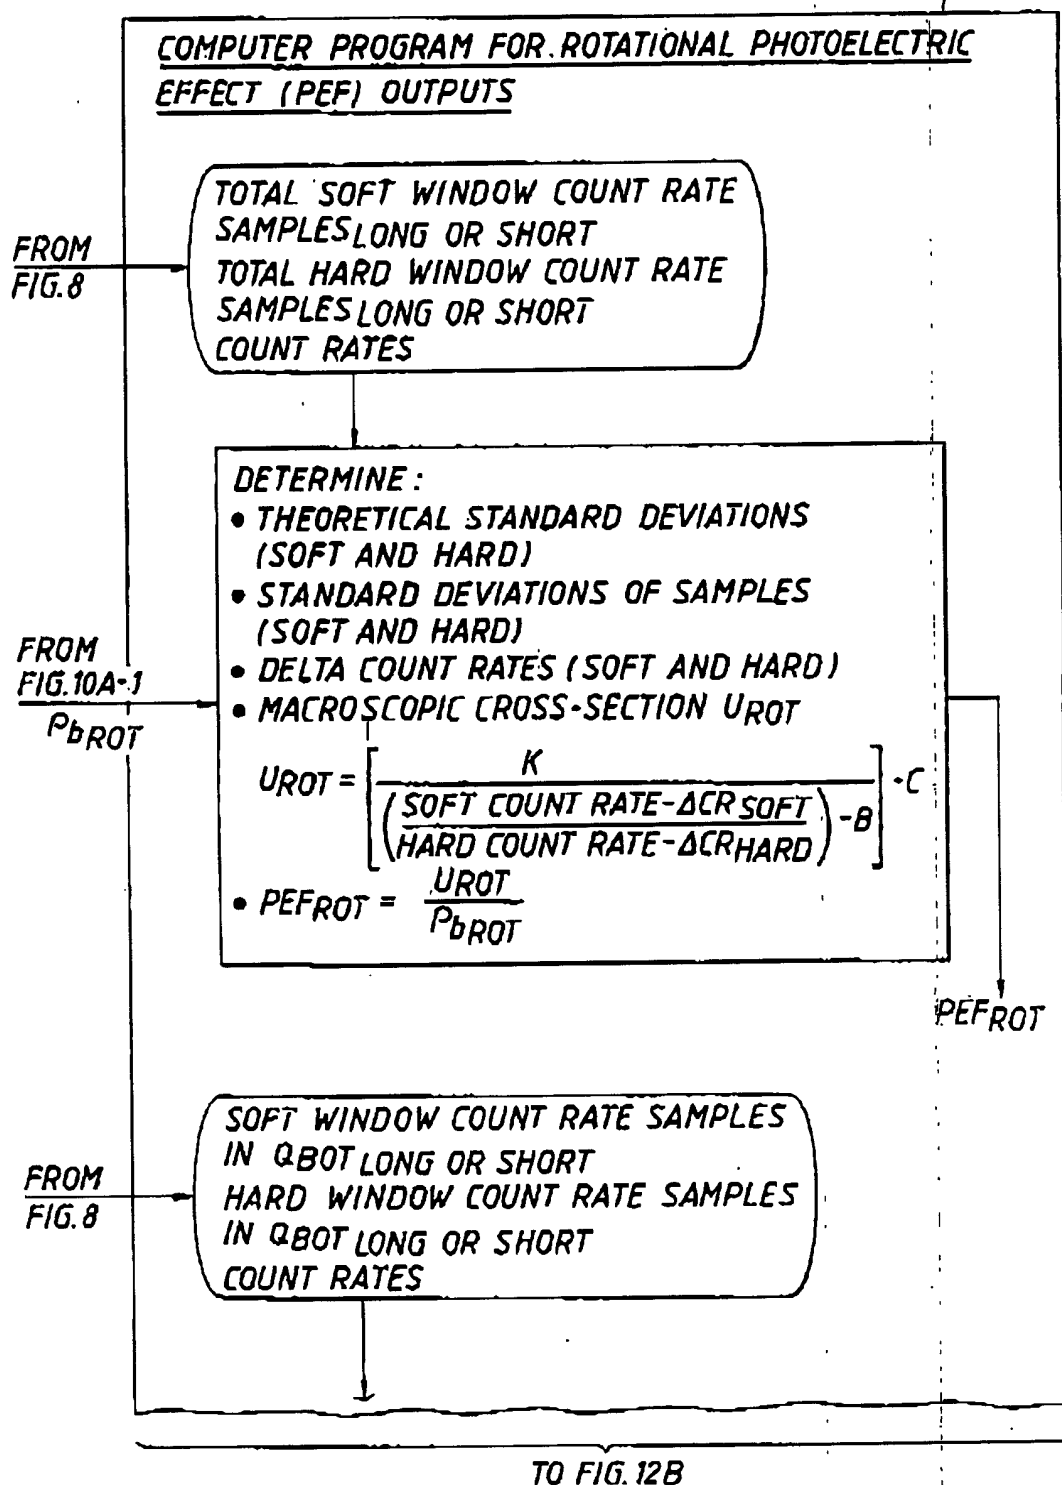 COMPUTER PROGRAM FOR ROTATIONAL PHOTOELECTRIC
EFFECT (PEF) OUTPUTS
FROM
FIG.8
TOTAL SOFT WINDOW COUNT RATE
SAMPLES LONG OR SHORT
TOTAL HARD WINDOW COUNT RATE
SAMPLES LONG OR SHORT
COUNT RATES
FROM
FIG.10A-1
ρbROT
DETERMINE:
• THEORETICAL STANDARD DEVIATIONS
(SOFT AND HARD)
• STANDARD DEVIATIONS OF SAMPLES
(SOFT AND HARD)
• DELTA COUNT RATES (SOFT AND HARD)
• MACROSCOPIC CROSS-SECTION UROT
UROT = [K / ((SOFT COUNT RATE-ΔCRSOFT / HARD COUNT RATE-ΔCRHARD) -B)] -C
• PEFROT = UROT / ρbROT
PEFROT
FROM
FIG.8
SOFT WINDOW COUNT RATE SAMPLES
IN QBOT LONG OR SHORT
HARD WINDOW COUNT RATE SAMPLES
IN QBOT LONG OR SHORT
COUNT RATES
TO FIG.12B